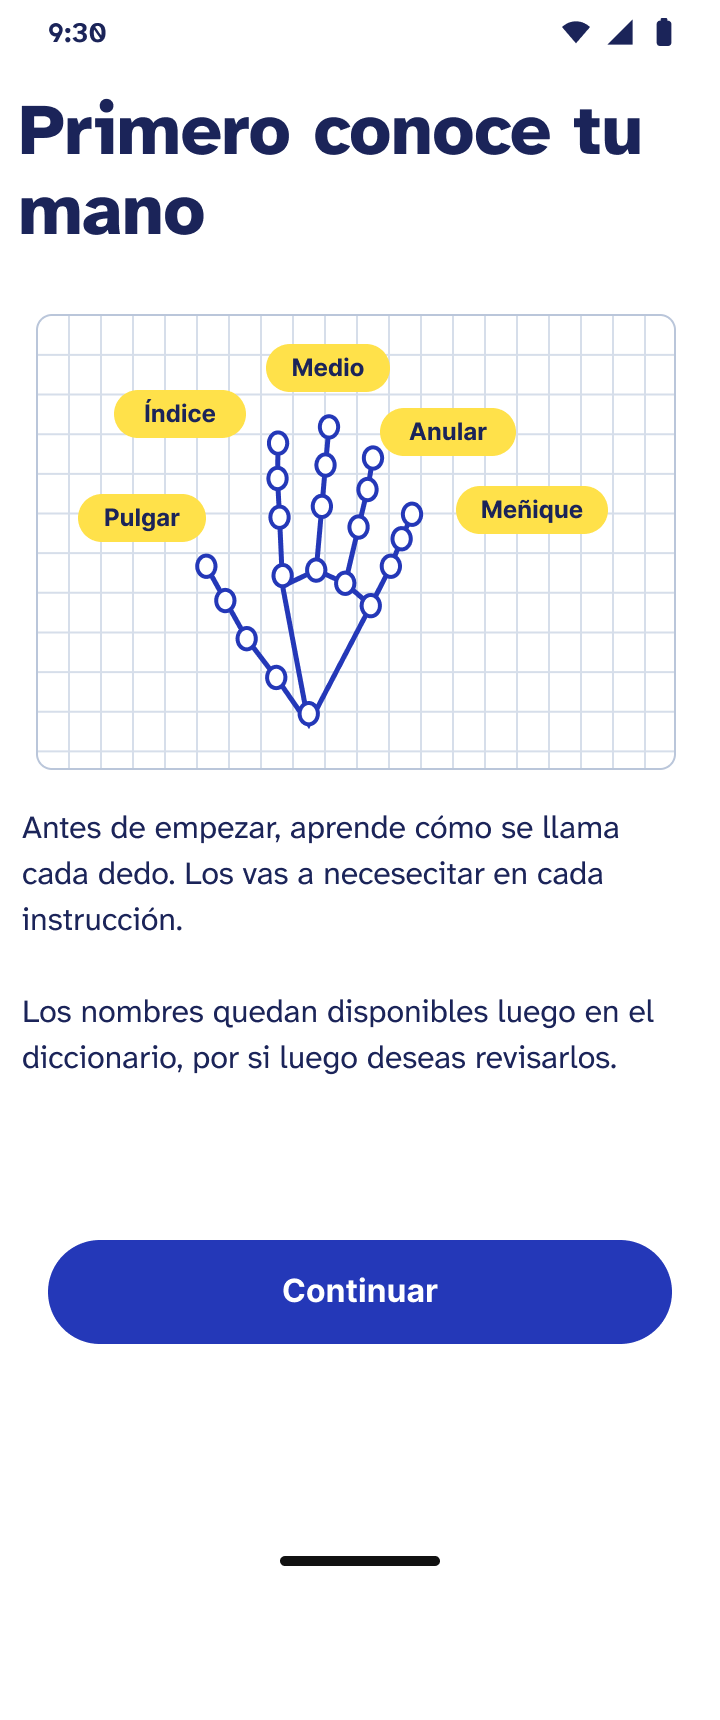 9:30
Primero conoce tu
mano
Medio
Índice
Anular
Meñique
Pulgar
Antes de empezar, aprende cómo se llama
cada dedo. Los vas a necesecitar en cada
instrucción.
Los nombres quedan disponibles luego en el
diccionario, por si luego deseas revisarlos.
Continuar